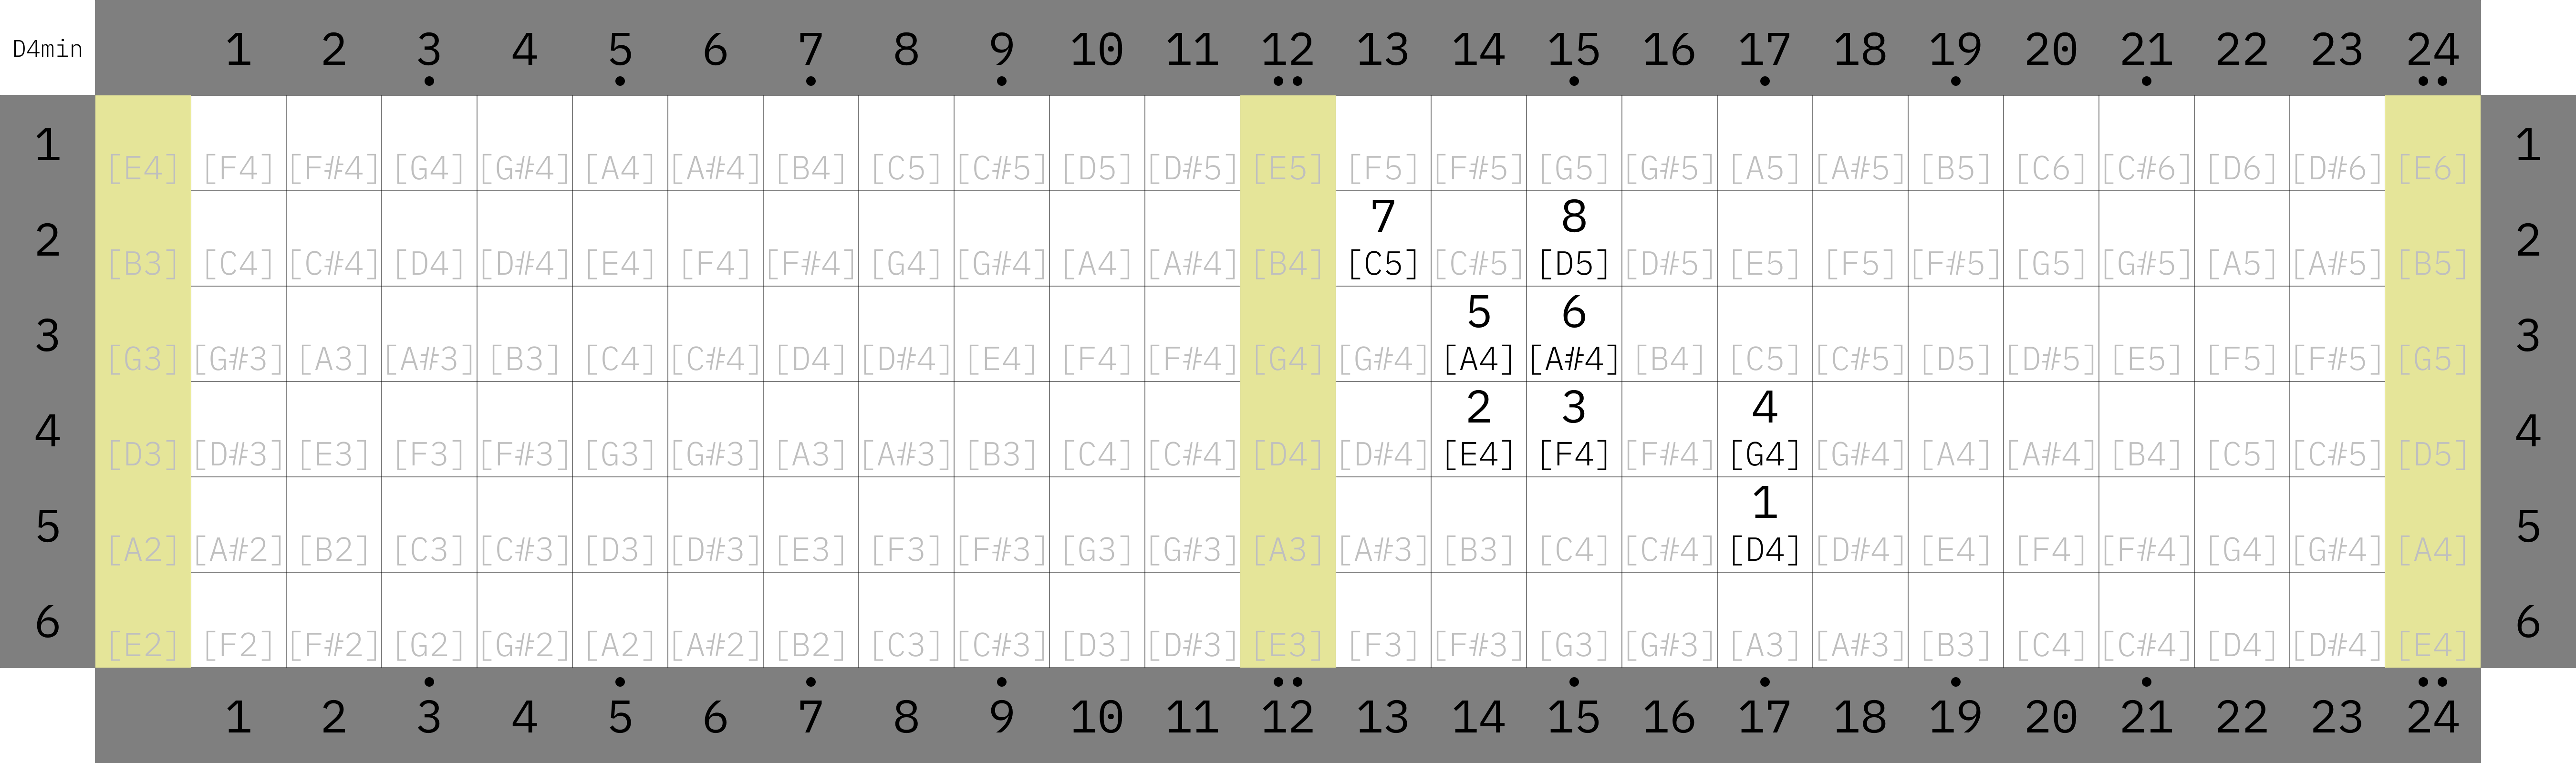 D4min 1 2 3 4 5 6 7 8 9 10 11 12 13 14 15 16 17 18 19 20 21 22 23 24
1 [E4] [F4] [F#4] [G4] [G#4] [A4] [A#4] [B4] [C5] [C#5] [D5] [D#5] [E5] [F5] [F#5] [G5] [G#5] [A5] [A#5] [B5] [C6] [C#6] [D6] [D#6] [E6] 1
7 8
2 [B3] [C4] [C#4] [D4] [D#4] [E4] [F4] [F#4] [G4] [G#4] [A4] [A#4] [B4] [C5] [C#5] [D5] [D#5] [E5] [F5] [F#5] [G5] [G#5] [A5] [A#5] [B5] 2
5 6
3 [G3] [G#3] [A3] [A#3] [B3] [C4] [C#4] [D4] [D#4] [E4] [F4] [F#4] [G4] [G#4] [A4] [A#4] [B4] [C5] [C#5] [D5] [D#5] [E5] [F5] [F#5] [G5] 3
2 3 4
4 [D3] [D#3] [E3] [F3] [F#3] [G3] [G#3] [A3] [A#3] [B3] [C4] [C#4] [D4] [D#4] [E4] [F4] [F#4] [G4] [G#4] [A4] [A#4] [B4] [C5] [C#5] [D5] 4
1
5 [A2] [A#2] [B2] [C3] [C#3] [D3] [D#3] [E3] [F3] [F#3] [G3] [G#3] [A3] [A#3] [B3] [C4] [C#4] [D4] [D#4] [E4] [F4] [F#4] [G4] [G#4] [A4] 5
6 [E2] [F2] [F#2] [G2] [G#2] [A2] [A#2] [B2] [C3] [C#3] [D3] [D#3] [E3] [F3] [F#3] [G3] [G#3] [A3] [A#3] [B3] [C4] [C#4] [D4] [D#4] [E4] 6
1 2 3 4 5 6 7 8 9 10 11 12 13 14 15 16 17 18 19 20 21 22 23 24